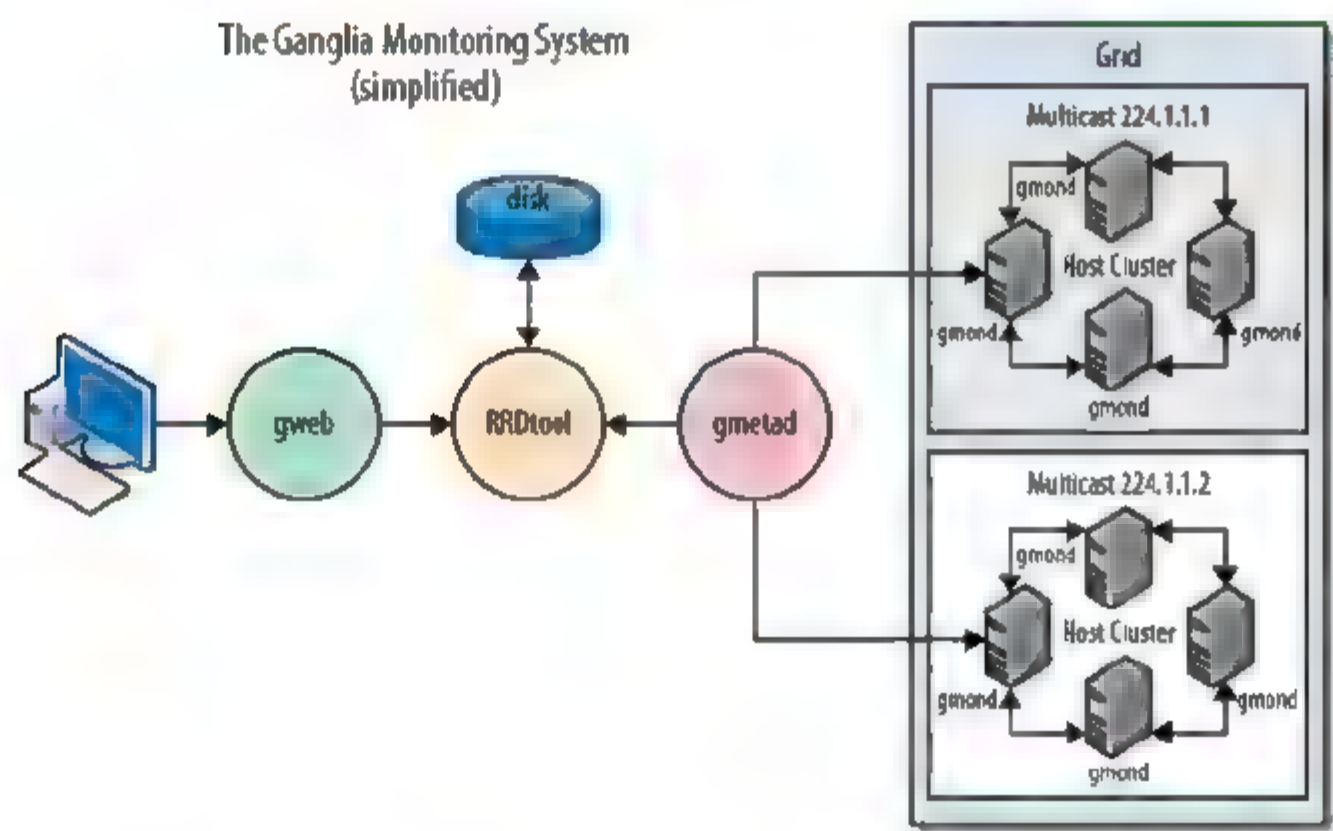 The Ganglia Monitoring System
(simplified)
Grid
Multicast 224.1.1.1
gmond
Host Cluster
gmond
gmond
gmond
disk
gweb
RRDtool
gmetad
Multicast 224.1.1.2
gmond
Host Cluster
gmond
gmond
gmond